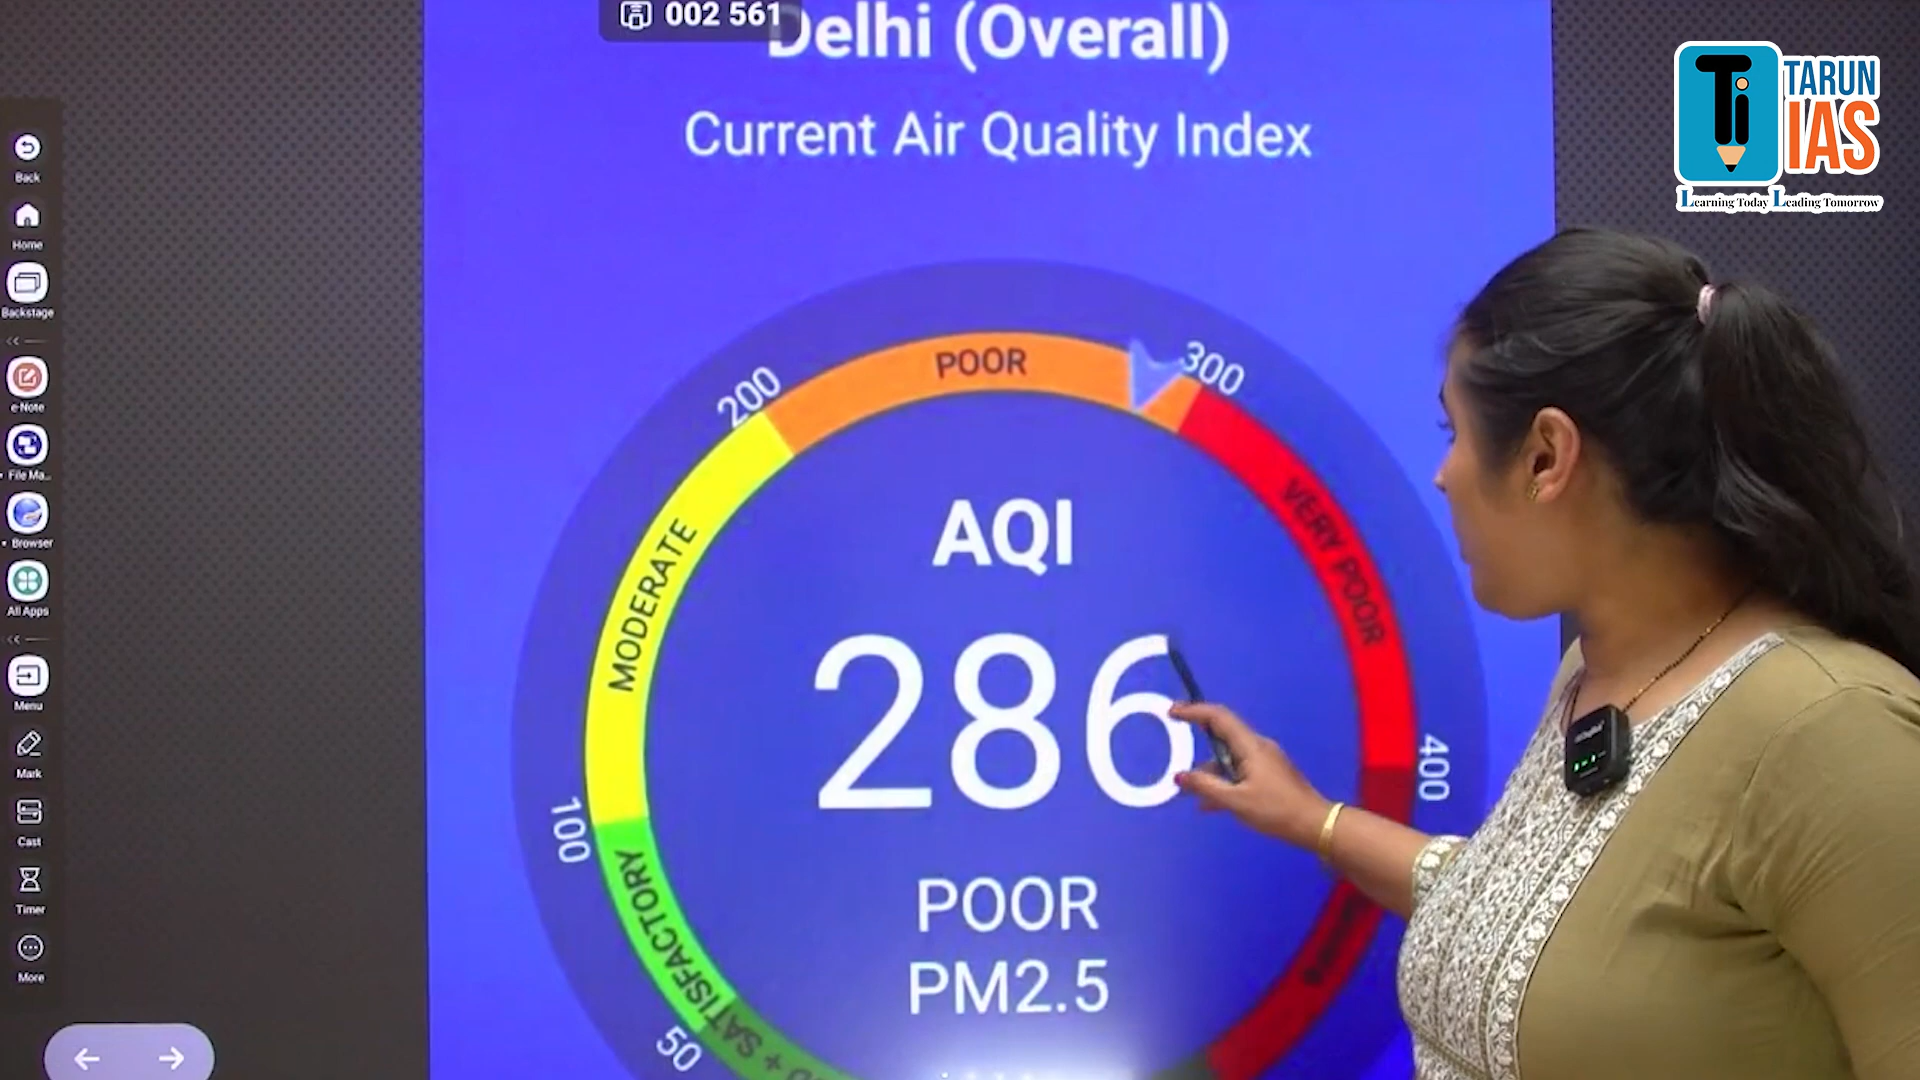 002 561
Delhi (Overall)
Current Air Quality Index
TARUN
IAS
Learning Today Leading Tomorrow
Back
Home
Backstage
e-Note
File Ma...
Browser
All Apps
Menu
Mark
Cast
Timer
More
50
SATISFACTORY
100
MODERATE
200
POOR
300
VERY POOR
400
AQI
286
POOR
PM2.5